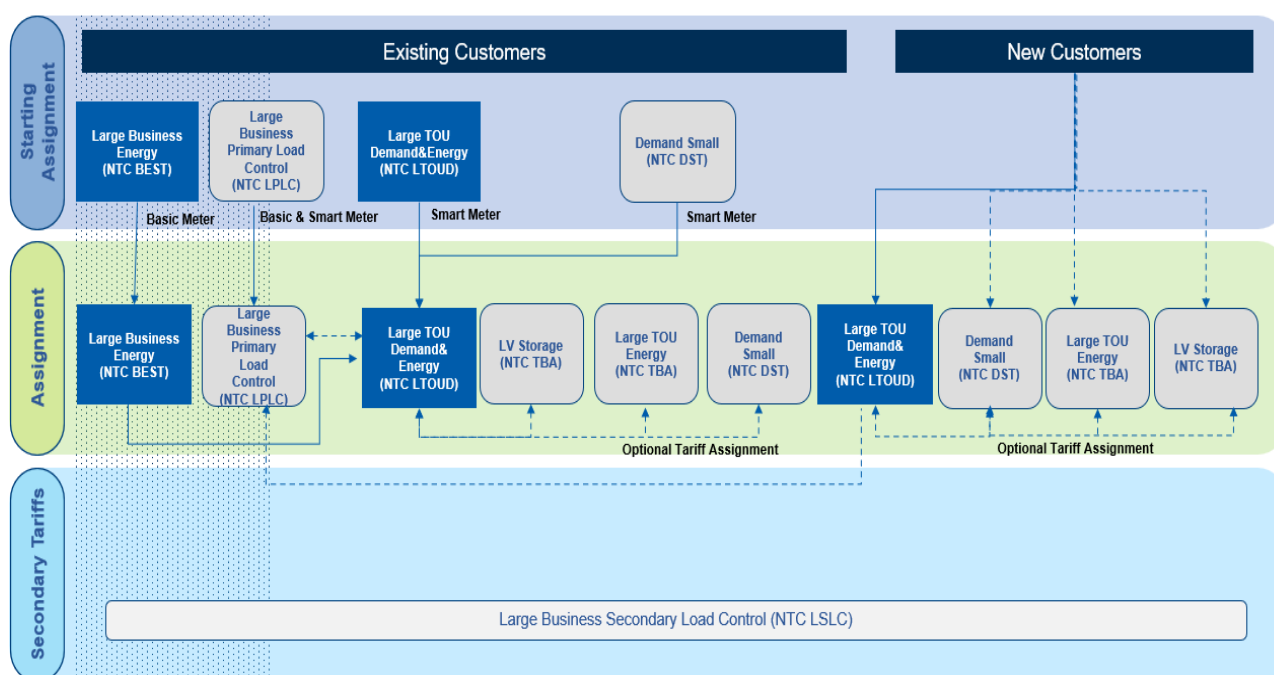 Starting
Assignment
Existing Customers
New Customers
Large Business
Energy
(NTC BEST)
Large
Business
Primary Load
Control
(NTC LPLC)
Large TOU
Demand&Energy
(NTC LTOUD)
Demand Small
(NTC DST)
Basic Meter
Basic & Smart Meter
Smart Meter
Smart Meter
Assignment
Large Business
Energy
(NTC BEST)
Large
Business
Primary
Load
Control
(NTC LPLC)
Large TOU
Demand&
Energy
(NTC LTOUD)
LV Storage
(NTC TBA)
Large TOU
Energy
(NTC TBA)
Demand
Small
(NTC DST)
Large TOU
Demand&
Energy
(NTC LTOUD)
Demand
Small
(NTC DST)
Large TOU
Energy
(NTC TBA)
LV Storage
(NTC TBA)
Optional Tariff Assignment
Optional Tariff Assignment
Secondary Tariffs
Large Business Secondary Load Control (NTC LSLC)